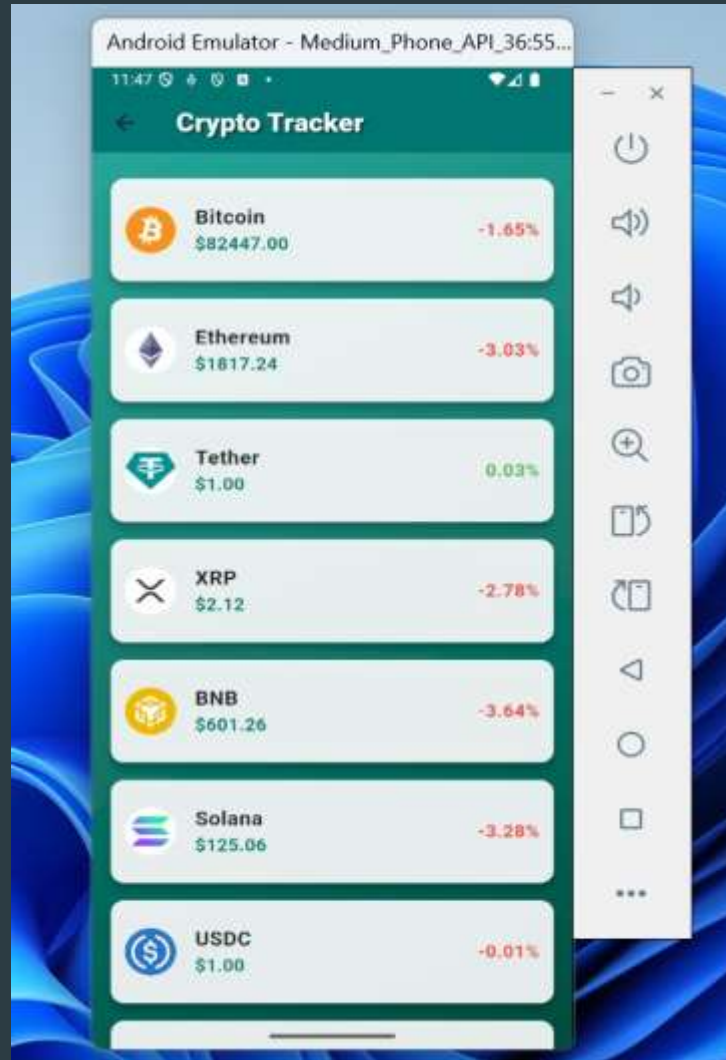 Android Emulator - Medium_Phone_API_36:55...
11:47
Crypto Tracker
Bitcoin
$82447.00
-1.65%
Ethereum
$1817.24
-3.03%
Tether
$1.00
0.03%
XRP
$2.12
-2.78%
BNB
$601.26
-3.64%
Solana
$125.06
-3.28%
USDC
$1.00
-0.01%